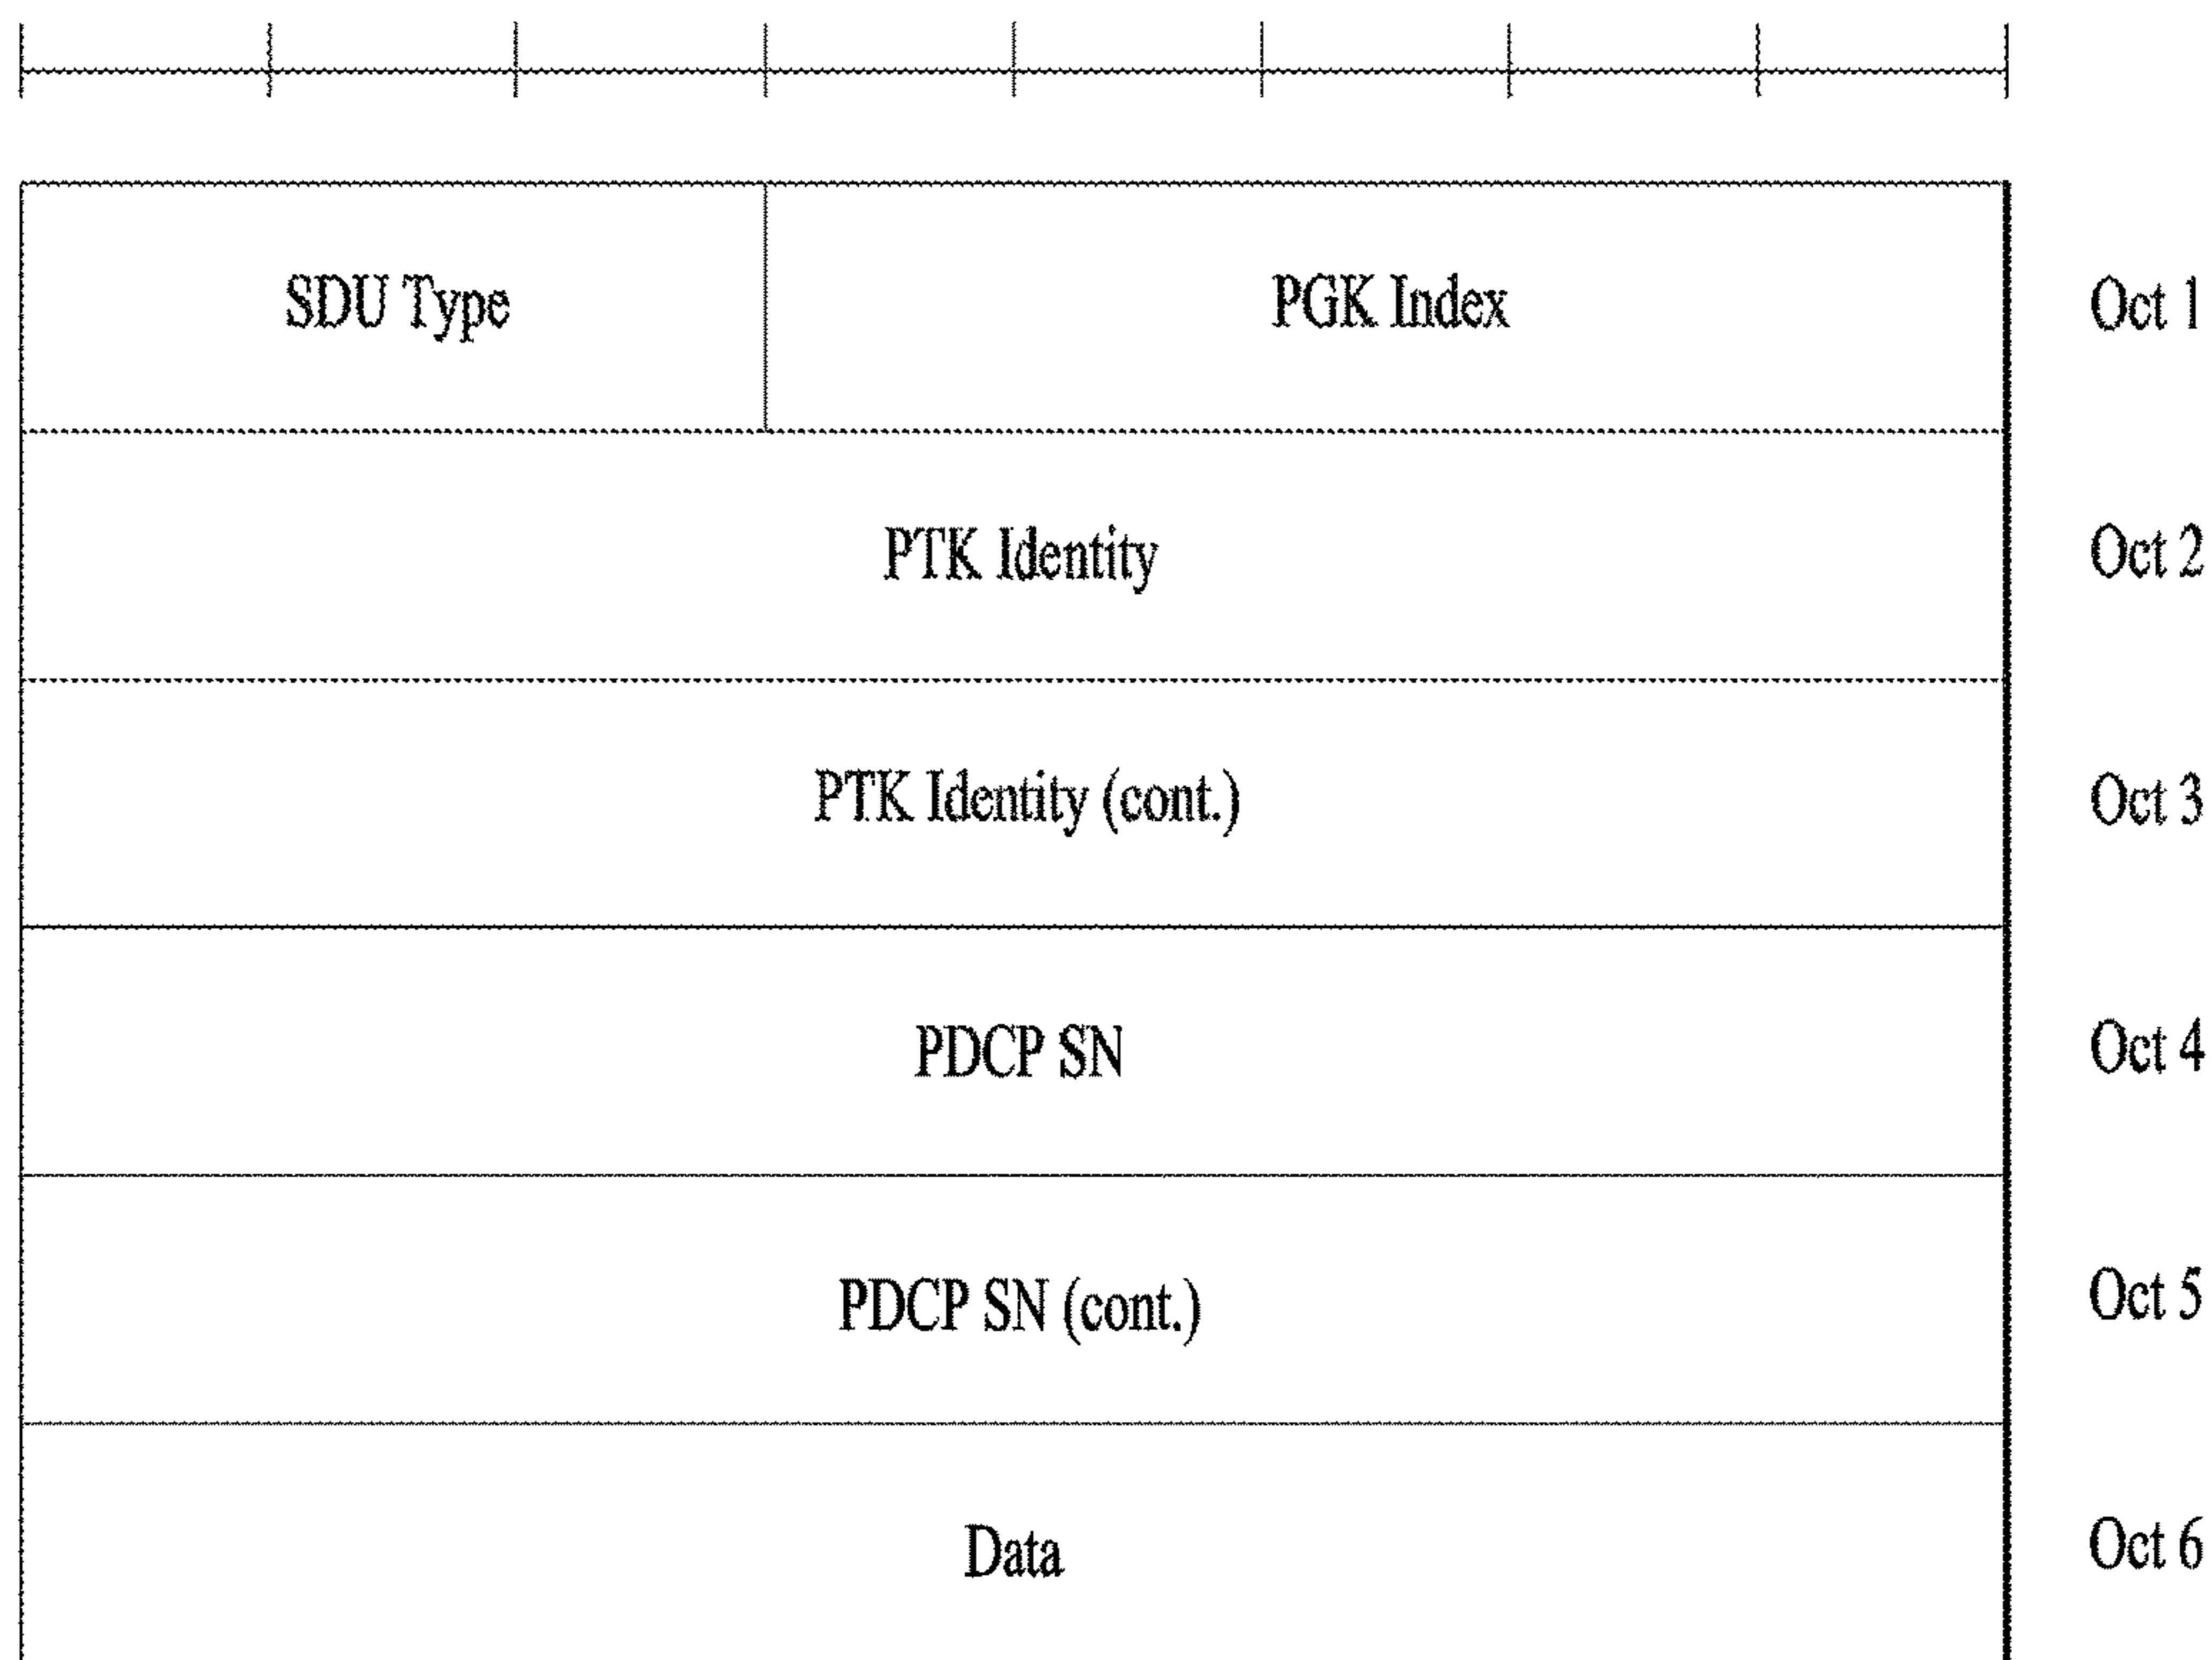 SDU Type PGK Index Oct 1
PTK Identity Oct 2
PTK Identity (cont.) Oct 3
PDCP SN Oct 4
PDCP SN (cont.) Oct 5
Data Oct 6